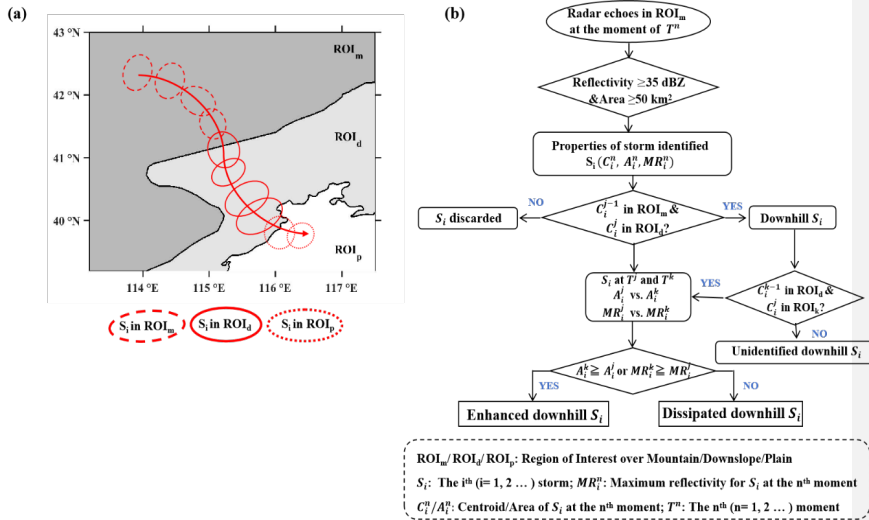 (a)
43 °N
42 °N
41 °N
40 °N
114 °E
115 °E
116 °E
117 °E
ROIₘ
ROI_d
ROIₚ
Sᵢ in ROIₘ
Sᵢ in ROI_d
Sᵢ in ROIₚ
(b)
Radar echoes in ROIₘ
at the moment of Tⁿ
Reflectivity ≥35 dBZ
&Area ≥50 km²
Properties of storm identified
Sᵢ (Cᵢⁿ, Aᵢⁿ, MRᵢⁿ)
Cᵢʲ⁻¹ in ROIₘ &
Cᵢʲ in ROI_d?
NO
YES
Sᵢ discarded
Downhill Sᵢ
Cᵢᵏ⁻¹ in ROI_d &
Cᵢʲ in ROIₖ?
YES
NO
Sᵢ at Tʲ and Tᵏ
Aᵢʲ vs. Aᵢᵏ
MRᵢʲ vs. MRᵢᵏ
Unidentified downhill Sᵢ
Aᵢᵏ ≧ Aᵢʲ or MRᵢᵏ ≧ MRᵢʲ
YES
NO
Enhanced downhill Sᵢ
Dissipated downhill Sᵢ
ROIₘ/ ROI_d/ ROIₚ: Region of Interest over Mountain/Downslope/Plain
Sᵢ: The iᵗʰ (i= 1, 2 … ) storm; MRᵢⁿ: Maximum reflectivity for Sᵢ at the nᵗʰ moment
Cᵢⁿ/Aᵢⁿ: Centroid/Area of Sᵢ at the nᵗʰ moment; Tⁿ: The nᵗʰ (n= 1, 2 … ) moment